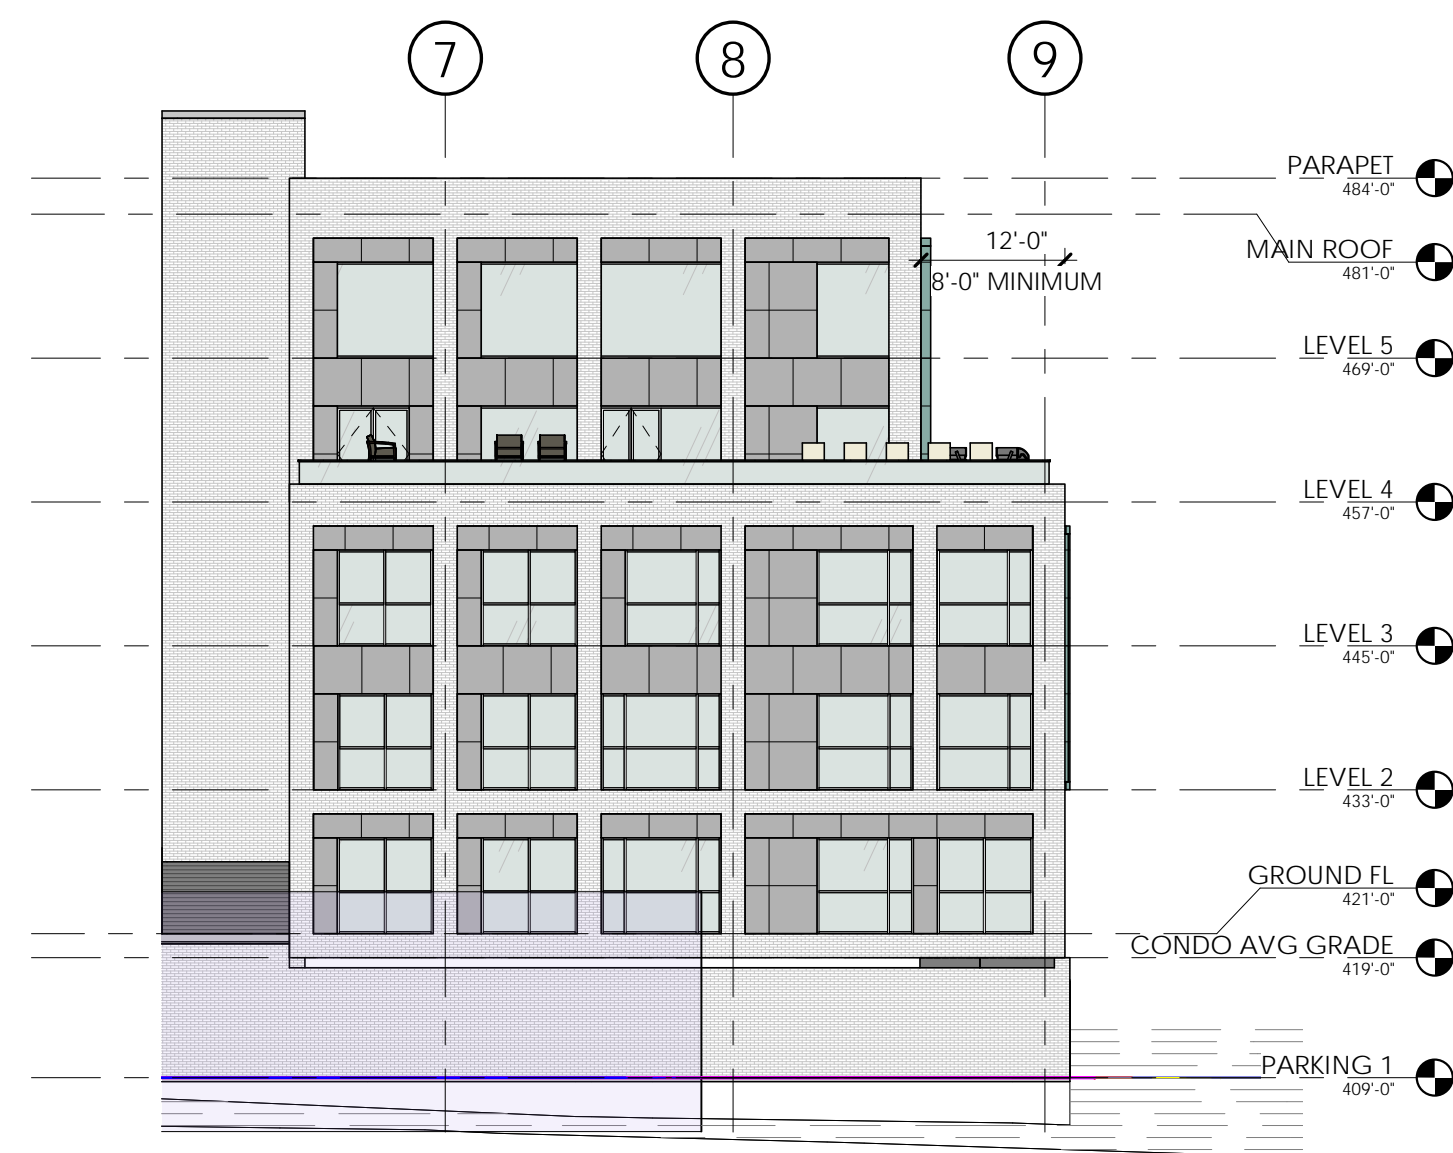 7 8 9
PARAPET
484'-0"
12'-0"
MAIN ROOF
481'-0"
8'-0" MINIMUM
LEVEL 5
469'-0"
LEVEL 4
457'-0"
LEVEL 3
445'-0"
LEVEL 2
433'-0"
GROUND FL
421'-0"
CONDO AVG GRADE
419'-0"
PARKING 1
409'-0"